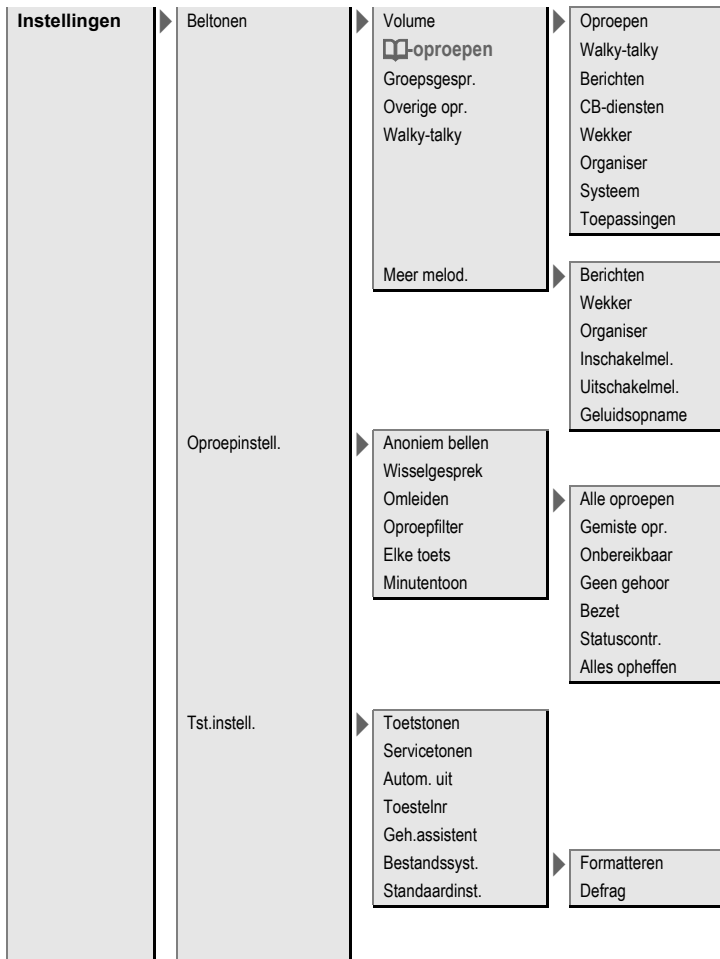 Instellingen
Beltonen
Volume
-oproepen
Groepsgespr.
Overige opr.
Walky-talky
Oproepen
Walky-talky
Berichten
CB-diensten
Wekker
Organiser
Systeem
Toepassingen
Meer melod.
Berichten
Wekker
Organiser
Inschakelmel.
Uitschakelmel.
Geluidsopname
Oproepinstell.
Anoniem bellen
Wisselgesprek
Omleiden
Oproepfilter
Elke toets
Minutentoon
Alle oproepen
Gemiste opr.
Onbereikbaar
Geen gehoor
Bezet
Statuscontr.
Alles opheffen
Tst.instell.
Toetstonen
Servicetonen
Autom. uit
Toestelnr
Geh.assistent
Bestandssyst.
Standaardinst.
Formatteren
Defrag